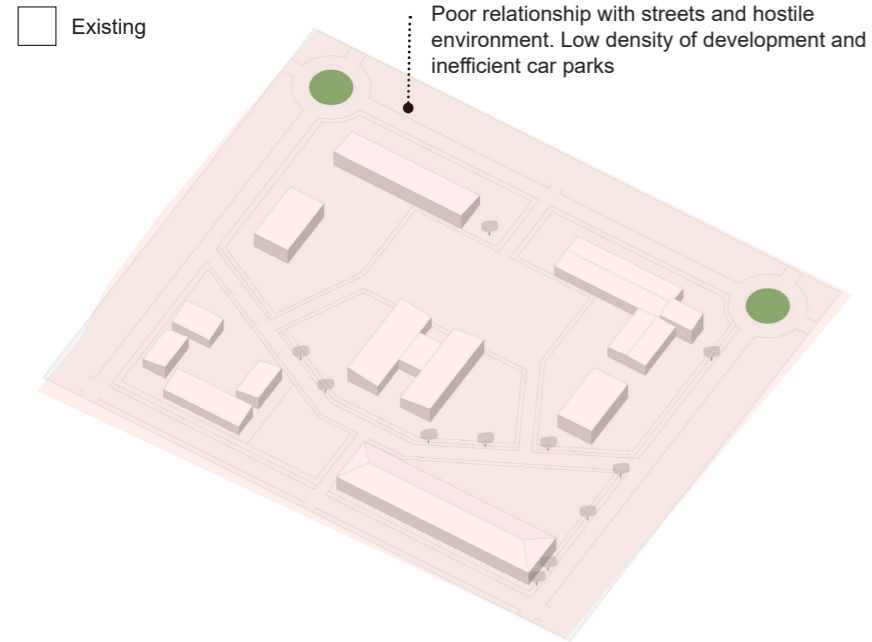 Existing
Poor relationship with streets and hostile
environment. Low density of development and
inefficient car parks